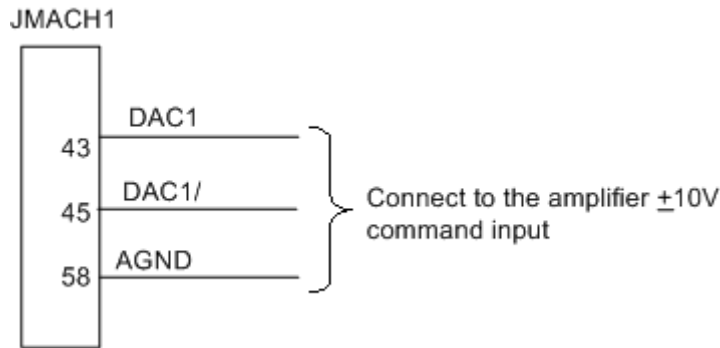 JMACH1
DAC1
43
DAC1/
45
AGND
58
Connect to the amplifier ±10V
command input